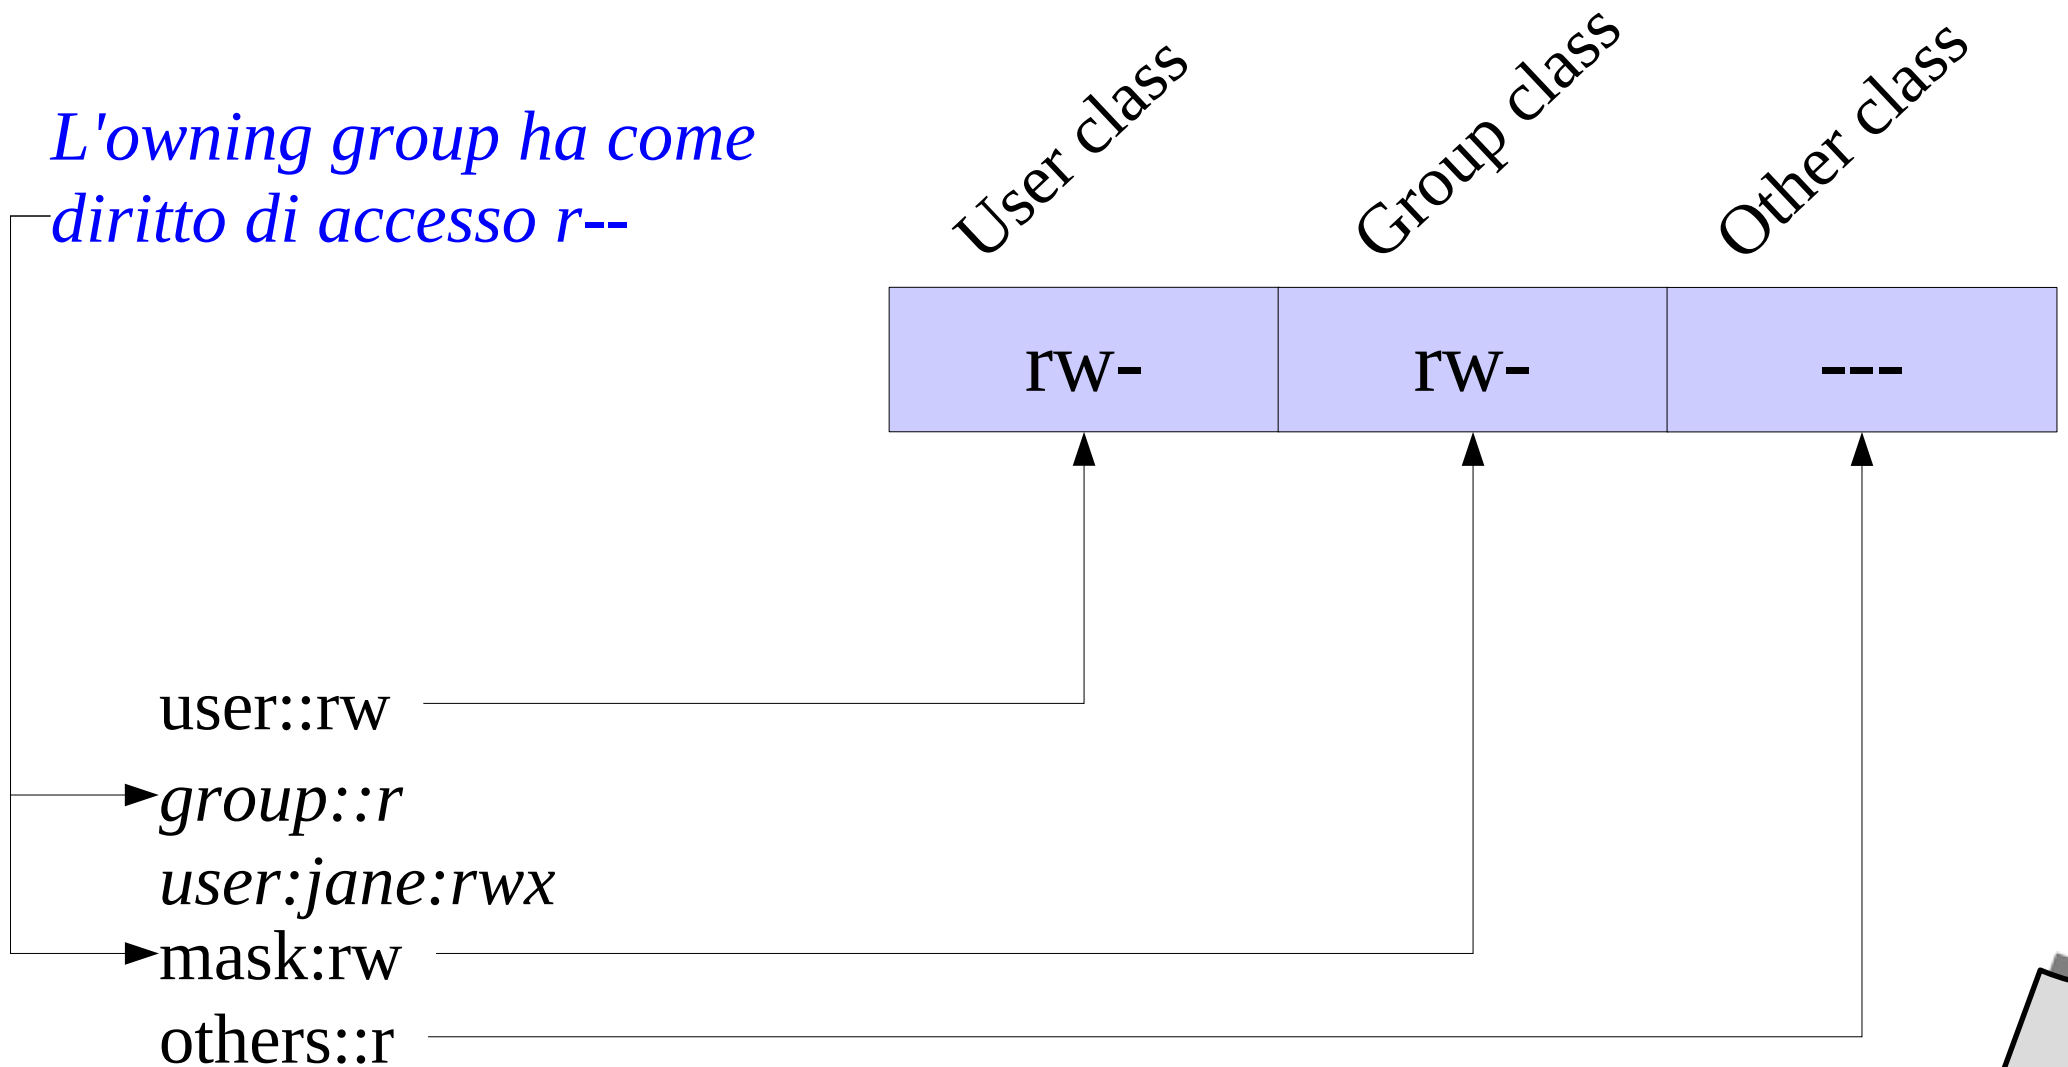 L'owning group ha come
diritto di accesso r--
User class
Group class
Other class
rw-
rw-
---
user::rw
group::r
user:jane:rwx
mask:rw
others::r